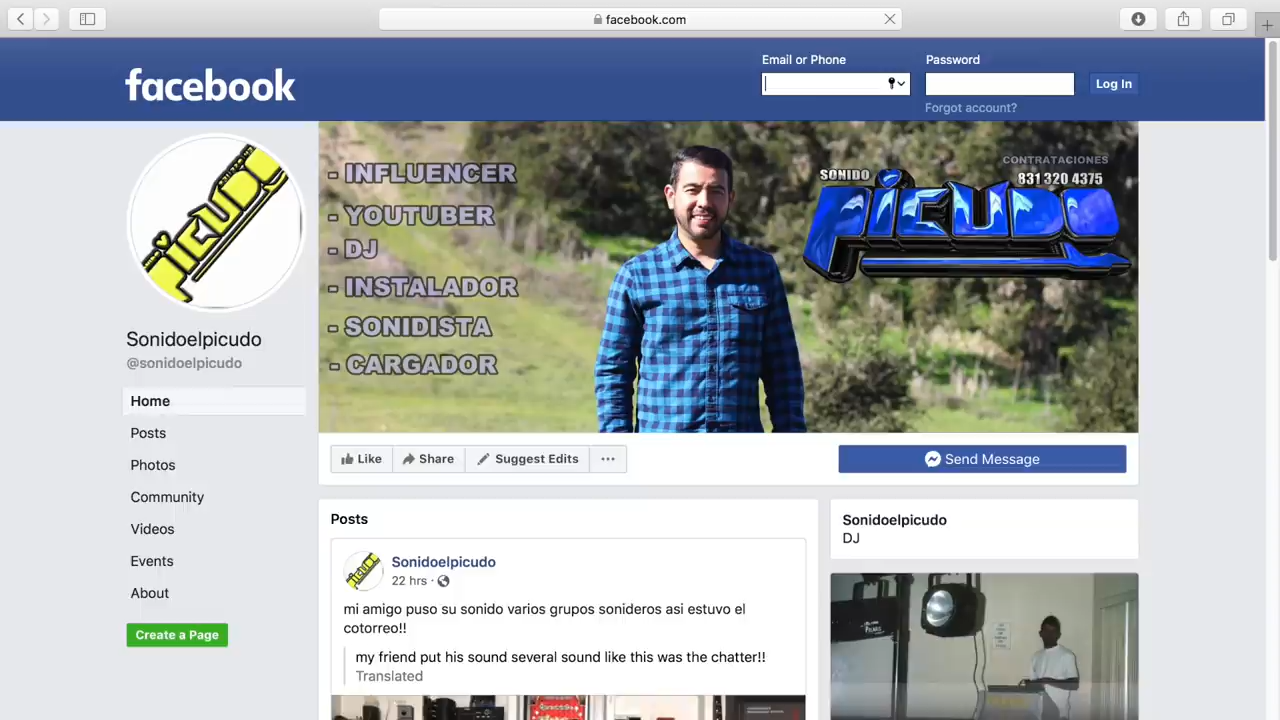 facebook.com
facebook
Email or Phone
Password
Log In
Forgot account?
PICUDO
- INFLUENCER
- YOUTUBER
- DJ
- INSTALADOR
- SONIDISTA
- CARGADOR
CONTRATACIONES
SONIDO
831 320 4375
PICUDO
Sonidoelpicudo
@sonidoelpicudo
Home
Posts
Photos
Community
Videos
Events
About
Create a Page
Like
Share
Suggest Edits
Send Message
Posts
Sonidoelpicudo
22 hrs ·
mi amigo puso su sonido varios grupos sonideros asi estuvo el
cotorreo!!
my friend put his sound several sound like this was the chatter!!
Translated
Sonidoelpicudo
DJ